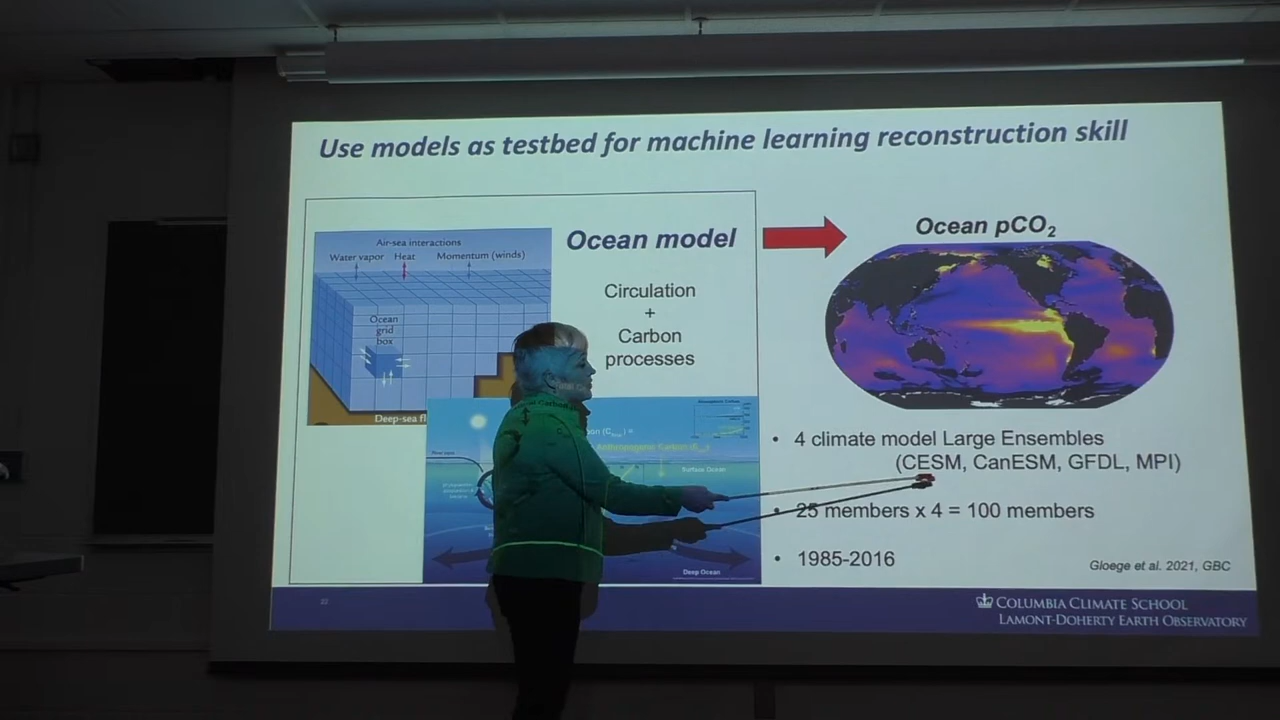 Use models as testbed for machine learning reconstruction skill
Air-sea interactions
Water vapor Heat Momentum (winds)
Ocean
grid
box
Deep-sea fl
Ocean model
Circulation
+
Carbon
processes
Surface Ocean
Deep Ocean
Ocean pCO₂
• 4 climate model Large Ensembles
(CESM, CanESM, GFDL, MPI)
• 25 members x 4 = 100 members
• 1985-2016
Gloege et al. 2021, GBC
22
COLUMBIA CLIMATE SCHOOL
LAMONT-DOHERTY EARTH OBSERVATORY